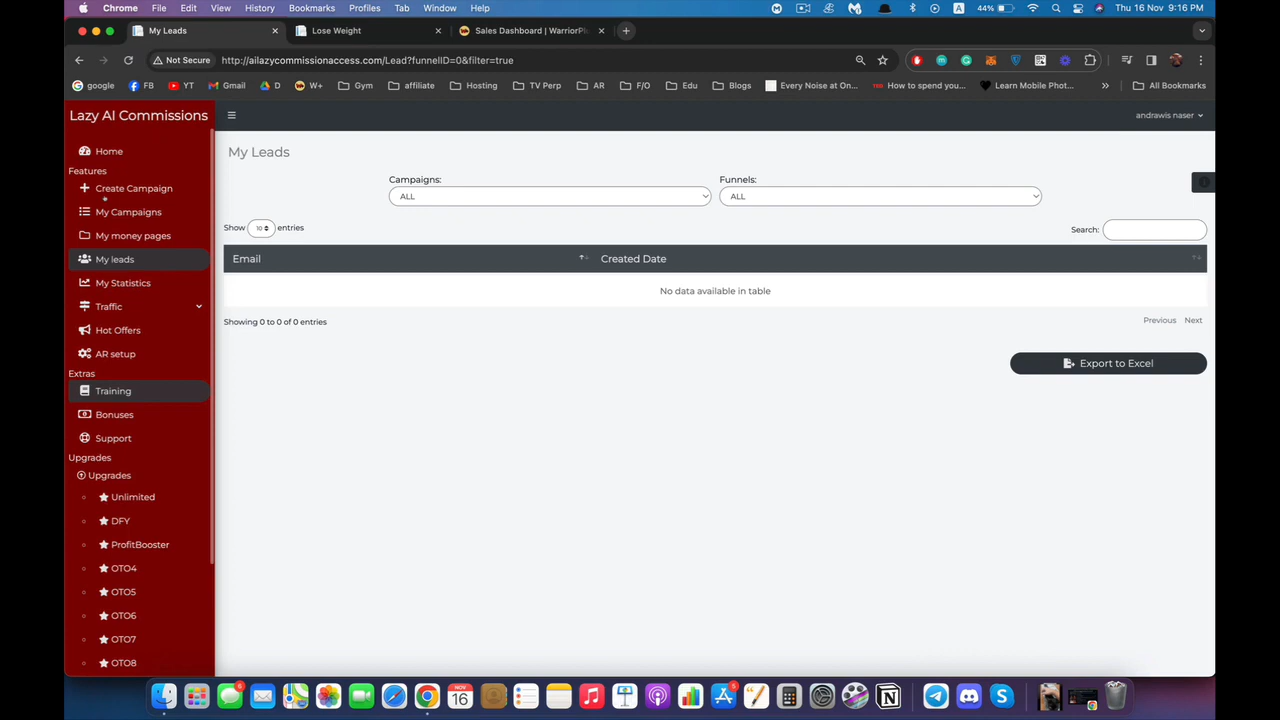 Chrome File Edit View History Bookmarks Profiles Tab Window Help 44% Thu 16 Nov 9:16 PM
My Leads Lose Weight Sales Dashboard | WarriorPl
Not Secure http://ailazycommissionaccess.com/Lead?funnelID=0&filter=true
google FB YT Gmail D W+ Gym affiliate Hosting TV Perp AR F/O Edu Blogs Every Noise at On... How to spend you... Learn Mobile Phot... All Bookmarks
Lazy AI Commissions
andrawis naser
Home
Features
Create Campaign
My Campaigns
My money pages
My leads
My Statistics
Traffic
Hot Offers
AR setup
Extras
Training
Bonuses
Support
Upgrades
Upgrades
Unlimited
DFY
ProfitBooster
OTO4
OTO5
OTO6
OTO7
OTO8
My Leads
Campaigns: Funnels:
ALL ALL
Show 10 entries Search:
Email Created Date
No data available in table
Showing 0 to 0 of 0 entries Previous Next
Export to Excel
NOV
16